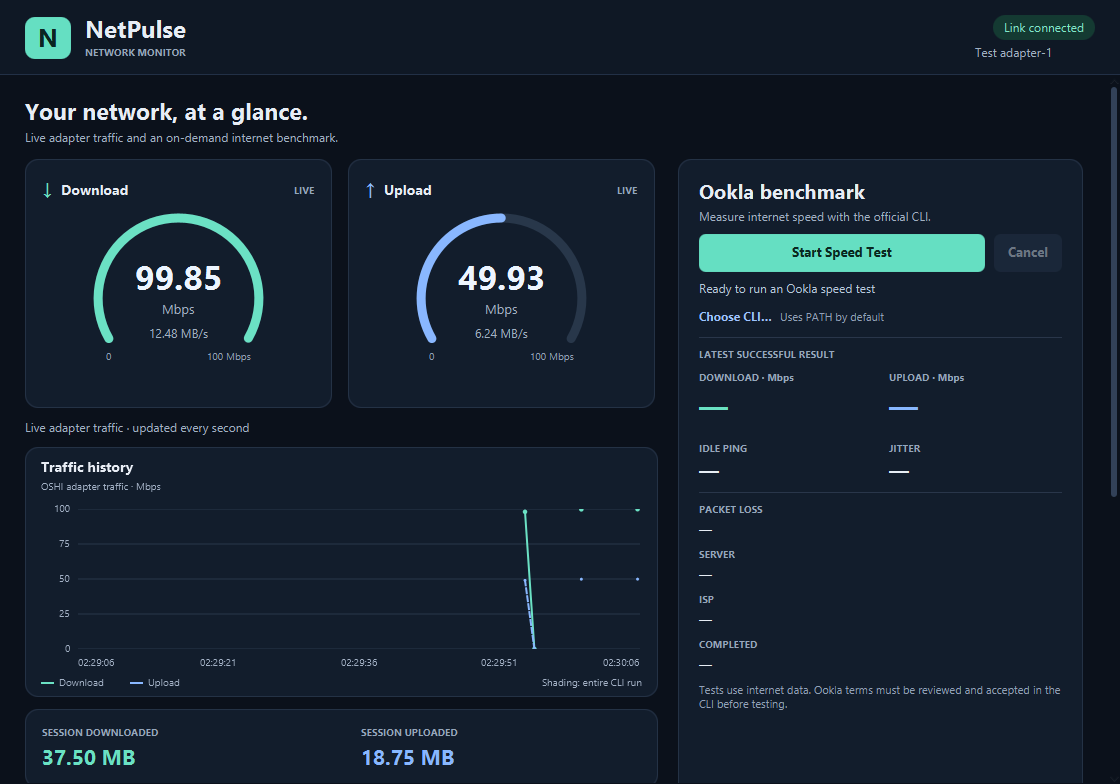 N
NetPulse
NETWORK MONITOR
Link connected
Test adapter-1
Your network, at a glance.
Live adapter traffic and an on-demand internet benchmark.
↓ Download LIVE
99.85
Mbps
12.48 MB/s
0 100 Mbps
↑ Upload LIVE
49.93
Mbps
6.24 MB/s
0 100 Mbps
Live adapter traffic · updated every second
Traffic history
OSHI adapter traffic · Mbps
100
75
50
25
0
02:29:06 02:29:21 02:29:36 02:29:51 02:30:06
Download Upload Shading: entire CLI run
SESSION DOWNLOADED
37.50 MB
SESSION UPLOADED
18.75 MB
Ookla benchmark
Measure internet speed with the official CLI.
Start Speed Test Cancel
Ready to run an Ookla speed test
Choose CLI... Uses PATH by default
LATEST SUCCESSFUL RESULT
DOWNLOAD · Mbps UPLOAD · Mbps
— —
IDLE PING JITTER
— —
PACKET LOSS
—
SERVER
—
ISP
—
COMPLETED
—
Tests use internet data. Ookla terms must be reviewed and accepted in the
CLI before testing.